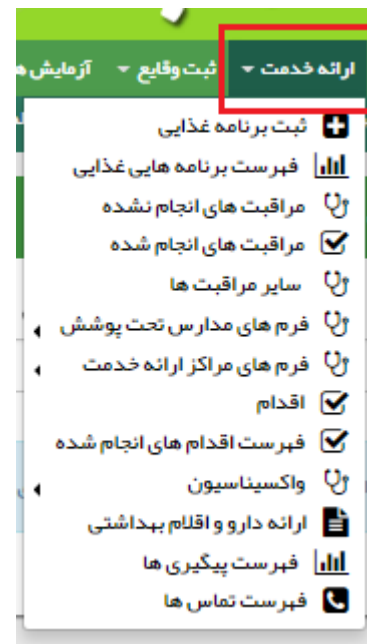 ارائه خدمت ثبت وقایع آزمایش ه
ثبت برنامه غذایی
فهرست برنامه هایی غذایی
مراقبت های انجام نشده
مراقبت های انجام شده
سایر مراقبت ها
فرم های مدارس تحت پوشش
فرم های مراکز ارائه خدمت
اقدام
فهرست اقدام های انجام شده
واکسیناسیون
ارائه دارو و اقلام بهداشتی
فهرست پیگیری ها
فهرست تماس ها